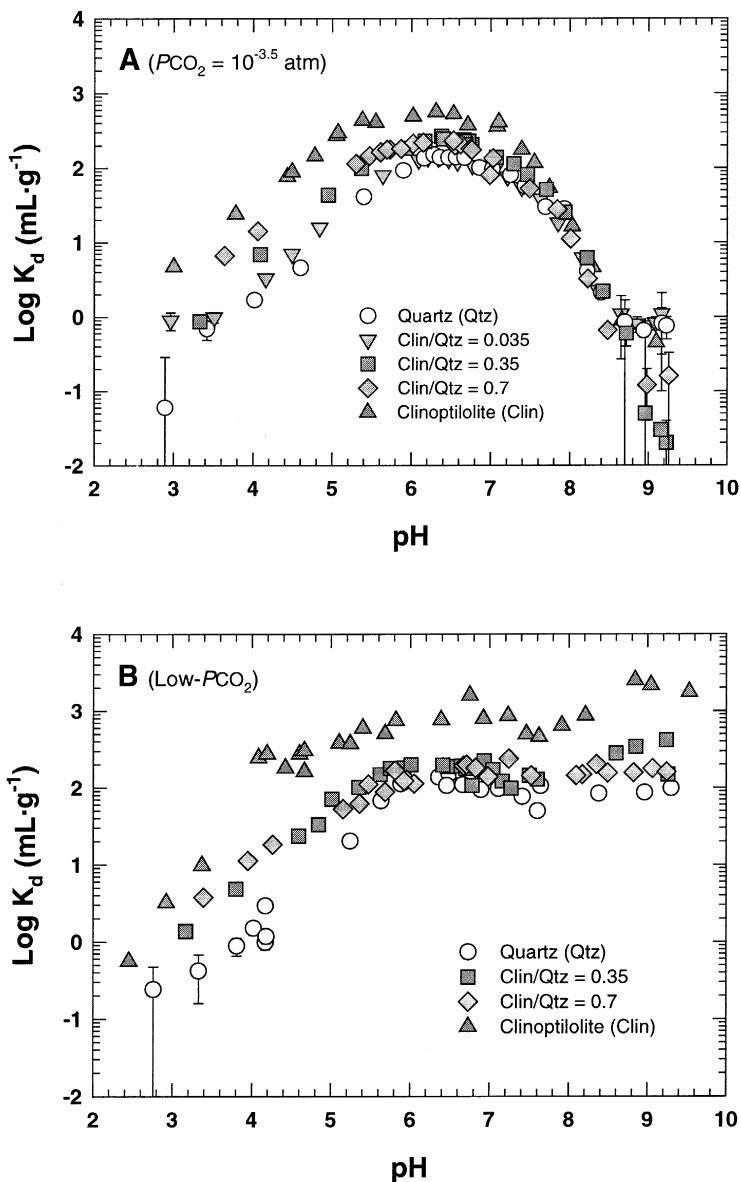 A (PCO₂ = 10⁻³·⁵ atm)
Log K_d (mL·g⁻¹)
4
3
2
1
0
-1
-2
Quartz (Qtz)
Clin/Qtz = 0.035
Clin/Qtz = 0.35
Clin/Qtz = 0.7
Clinoptilolite (Clin)
2 3 4 5 6 7 8 9 10
pH
B (Low-PCO₂)
Log K_d (mL·g⁻¹)
4
3
2
1
0
-1
-2
Quartz (Qtz)
Clin/Qtz = 0.35
Clin/Qtz = 0.7
Clinoptilolite (Clin)
2 3 4 5 6 7 8 9 10
pH